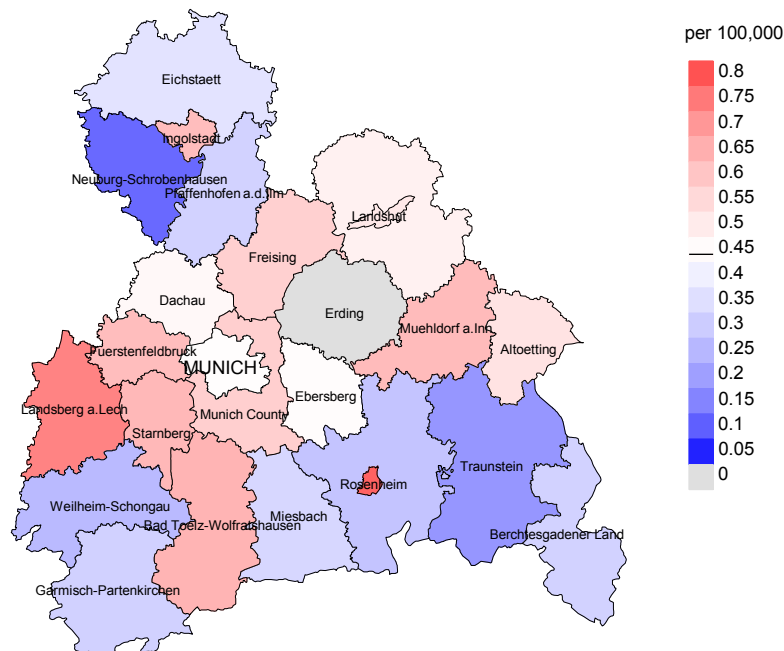 per 100,000
0.8
0.75
0.7
0.65
0.6
0.55
0.5
0.45
0.4
0.35
0.3
0.25
0.2
0.15
0.1
0.05
0
Eichstaett
Ingolstadt
Neuburg-Schrobenhausen
Pfaffenhofen a.d.Ilm
Landshut
Freising
Dachau
Erding
Muehldorf a.Inn
Altoetting
Fuerstenfeldbruck
MUNICH
Ebersberg
Landsberg a.Lech
Munich County
Starnberg
Traunstein
Rosenheim
Weilheim-Schongau
Miesbach
Bad Toelz-Wolfratshausen
Berchtesgadener Land
Garmisch-Partenkirchen